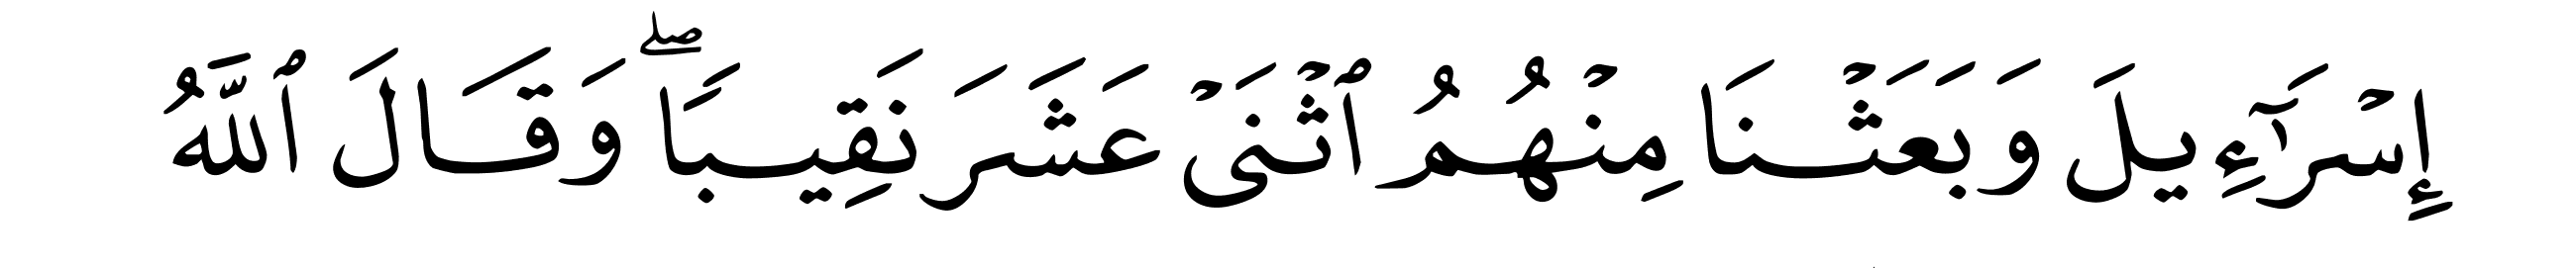 إِسْرَٰٓءِيلَ وَبَعَثْنَا مِنْهُمُ ٱثْنَىْ عَشَرَ نَقِيبًا ۖ وَقَالَ ٱللَّهُ